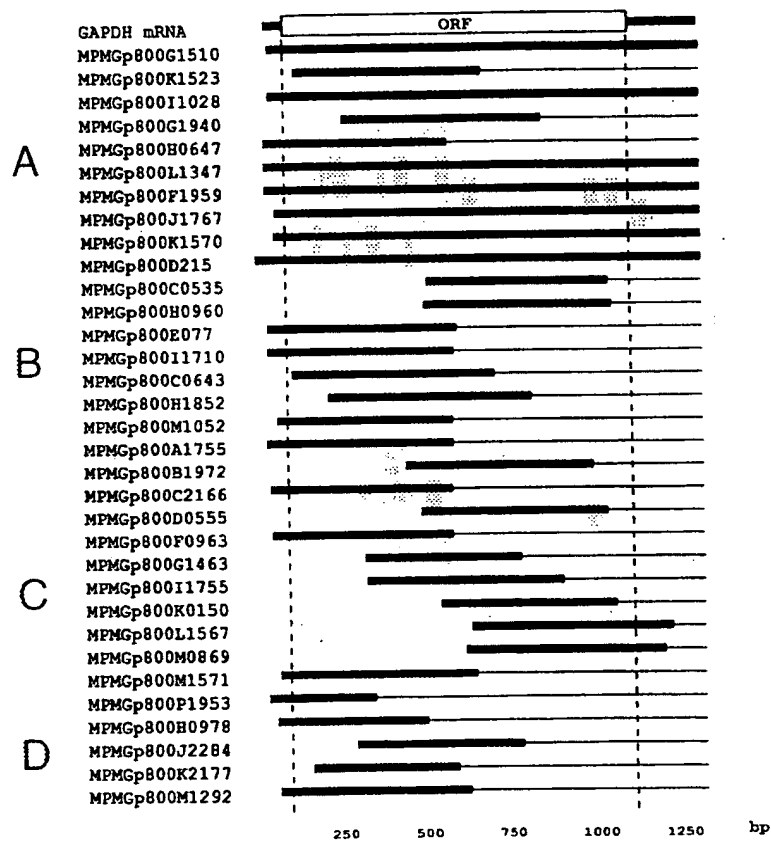 ORF
GAPDH mRNA
MPMGp800G1510
MPMGp800K1523
MPMGp800I1028
MPMGp800G1940
MPMGp800H0647
A
MPMGp800L1347
MPMGp800F1959
MPMGp800J1767
MPMGp800K1570
MPMGp800D215
MPMGp800C0535
MPMGp800H0960
MPMGp800E077
B
MPMGp800I1710
MPMGp800C0643
MPMGp800H1852
MPMGp800M1052
MPMGp800A1755
MPMGp800B1972
MPMGp800C2166
MPMGp800D0555
MPMGp800F0963
MPMGp800G1463
C
MPMGp800I1755
MPMGp800K0150
MPMGp800L1567
MPMGp800M0869
MPMGp800M1571
MPMGp800P1953
MPMGp800H0978
D
MPMGp800J2284
MPMGp800K2177
MPMGp800M1292
250 500 750 1000 1250 bp